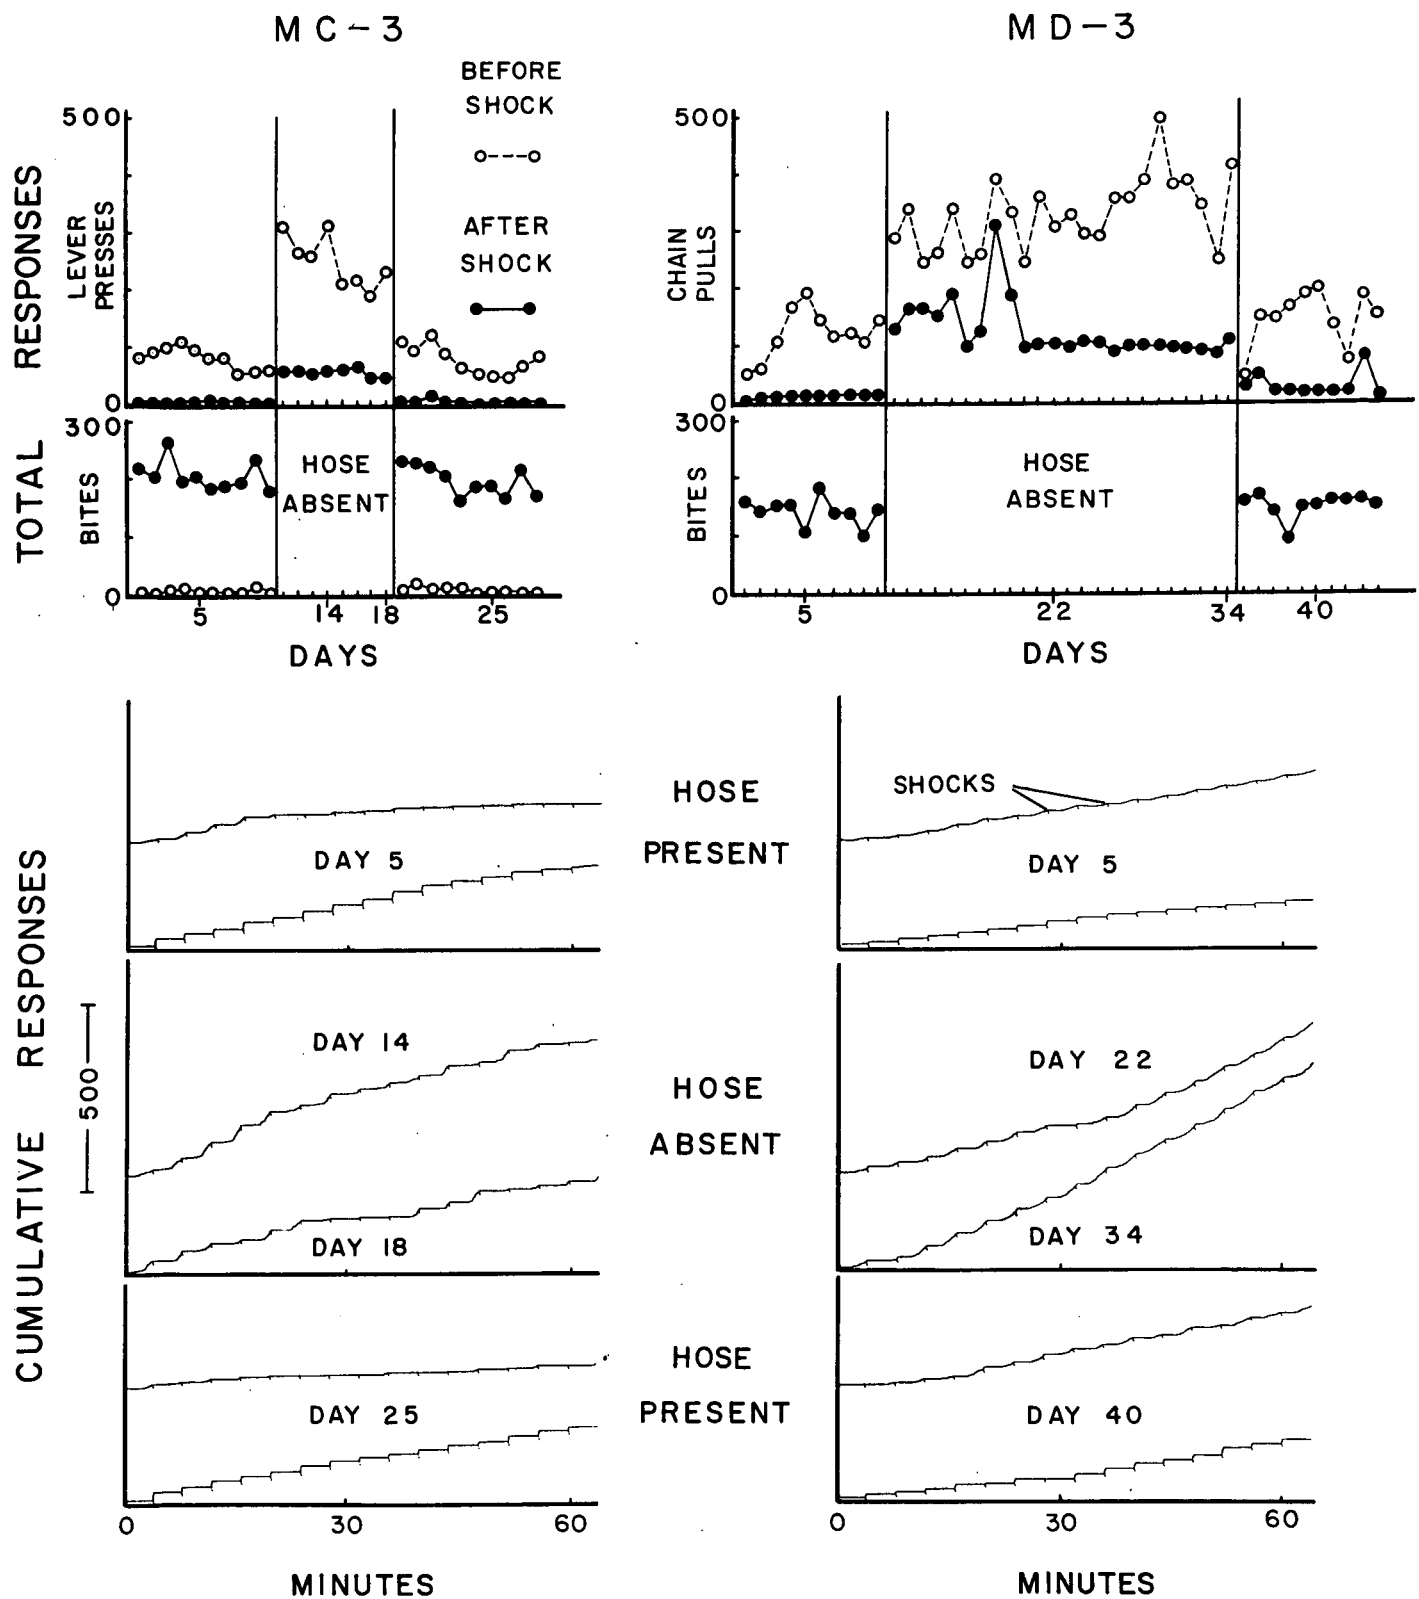 MC-3
MD-3
BEFORE
SHOCK
AFTER
SHOCK
TOTAL RESPONSES
LEVER
PRESSES
500
0
BITES
300
0
HOSE
ABSENT
5
14
18
25
DAYS
CHAIN
PULLS
500
0
BITES
300
0
HOSE
ABSENT
5
22
34
40
DAYS
CUMULATIVE RESPONSES
500
DAY 5
HOSE
PRESENT
SHOCKS
DAY 5
DAY 14
DAY 18
HOSE
ABSENT
DAY 22
DAY 34
DAY 25
HOSE
PRESENT
DAY 40
0
30
60
MINUTES
0
30
60
MINUTES